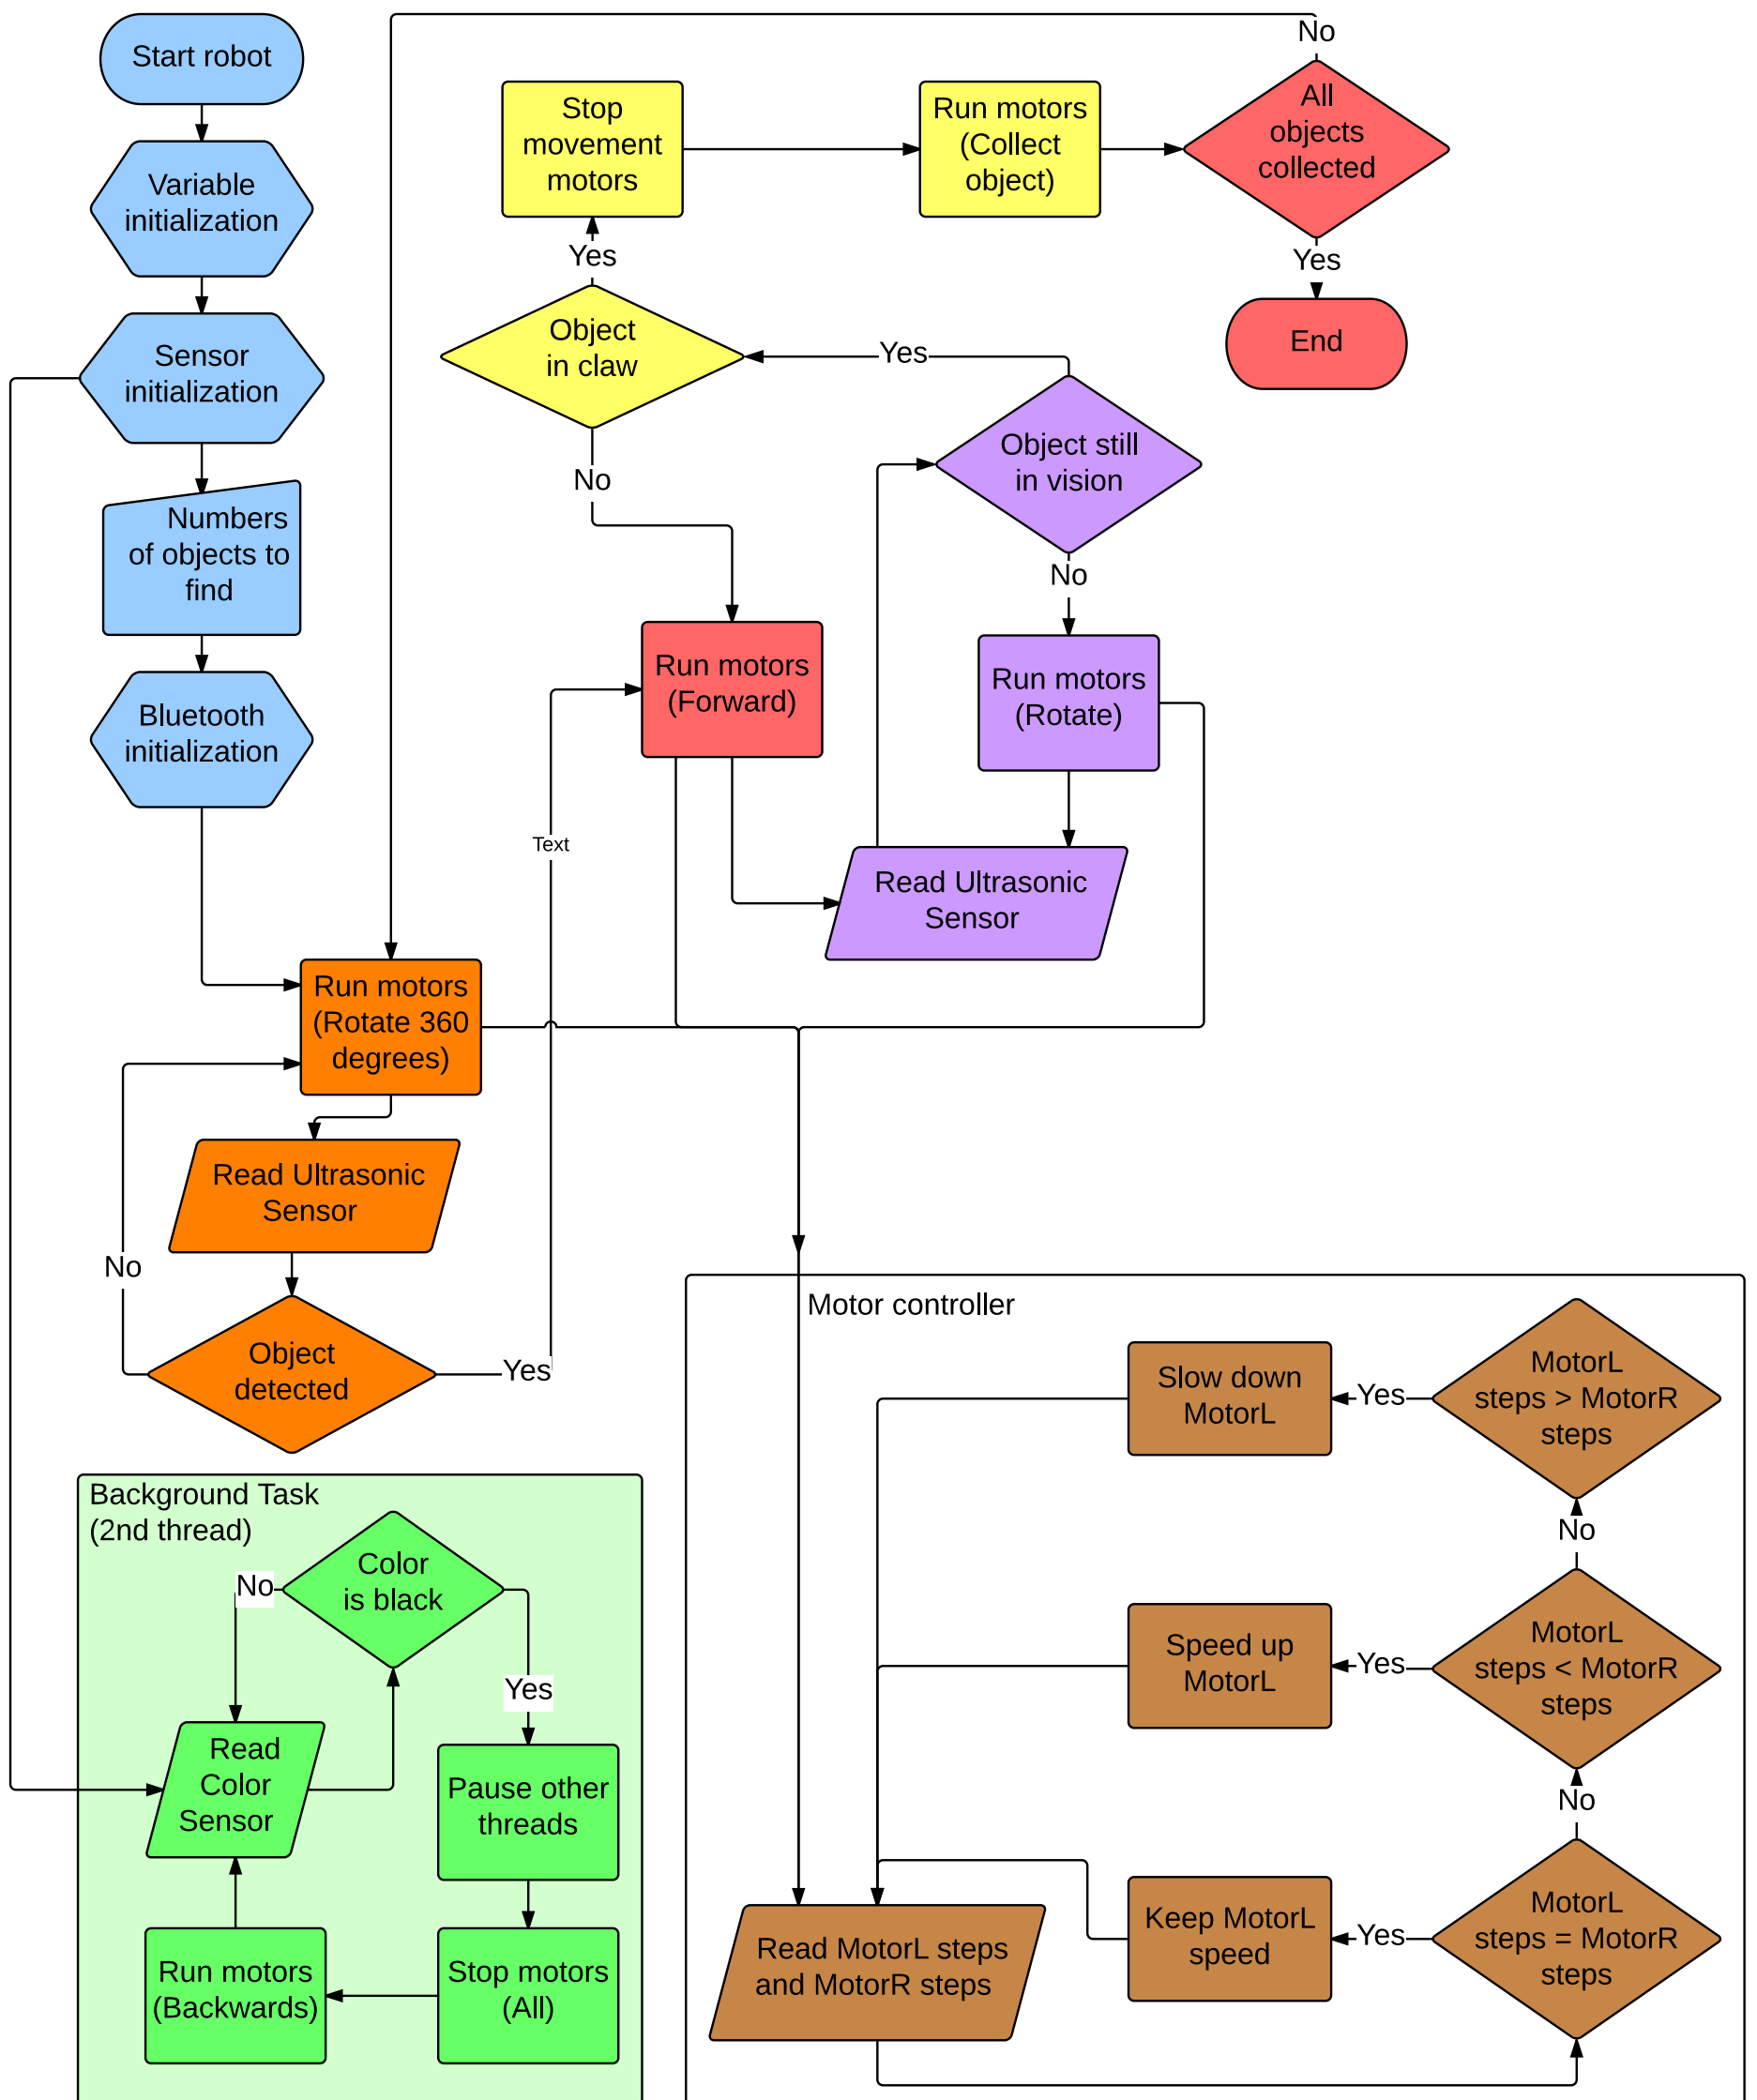 Start robot
Variable
initialization
Sensor
initialization
Numbers
of objects to
find
Bluetooth
initialization
Stop
movement
motors
Run motors
(Collect
object)
No
All
objects
collected
Yes
End
Yes
Object
in claw
No
Yes
Object still
in vision
No
Run motors
(Forward)
Run motors
(Rotate)
Text
Read Ultrasonic
Sensor
Run motors
(Rotate 360
degrees)
Read Ultrasonic
Sensor
No
Object
detected
Yes
Background Task
(2nd thread)
Color
is black
No
Yes
Read
Color
Sensor
Pause other
threads
Run motors
(Backwards)
Stop motors
(All)
Motor controller
Slow down
MotorL
Yes
MotorL
steps > MotorR
steps
No
Speed up
MotorL
Yes
MotorL
steps < MotorR
steps
No
Keep MotorL
speed
Yes
MotorL
steps = MotorR
steps
Read MotorL steps
and MotorR steps